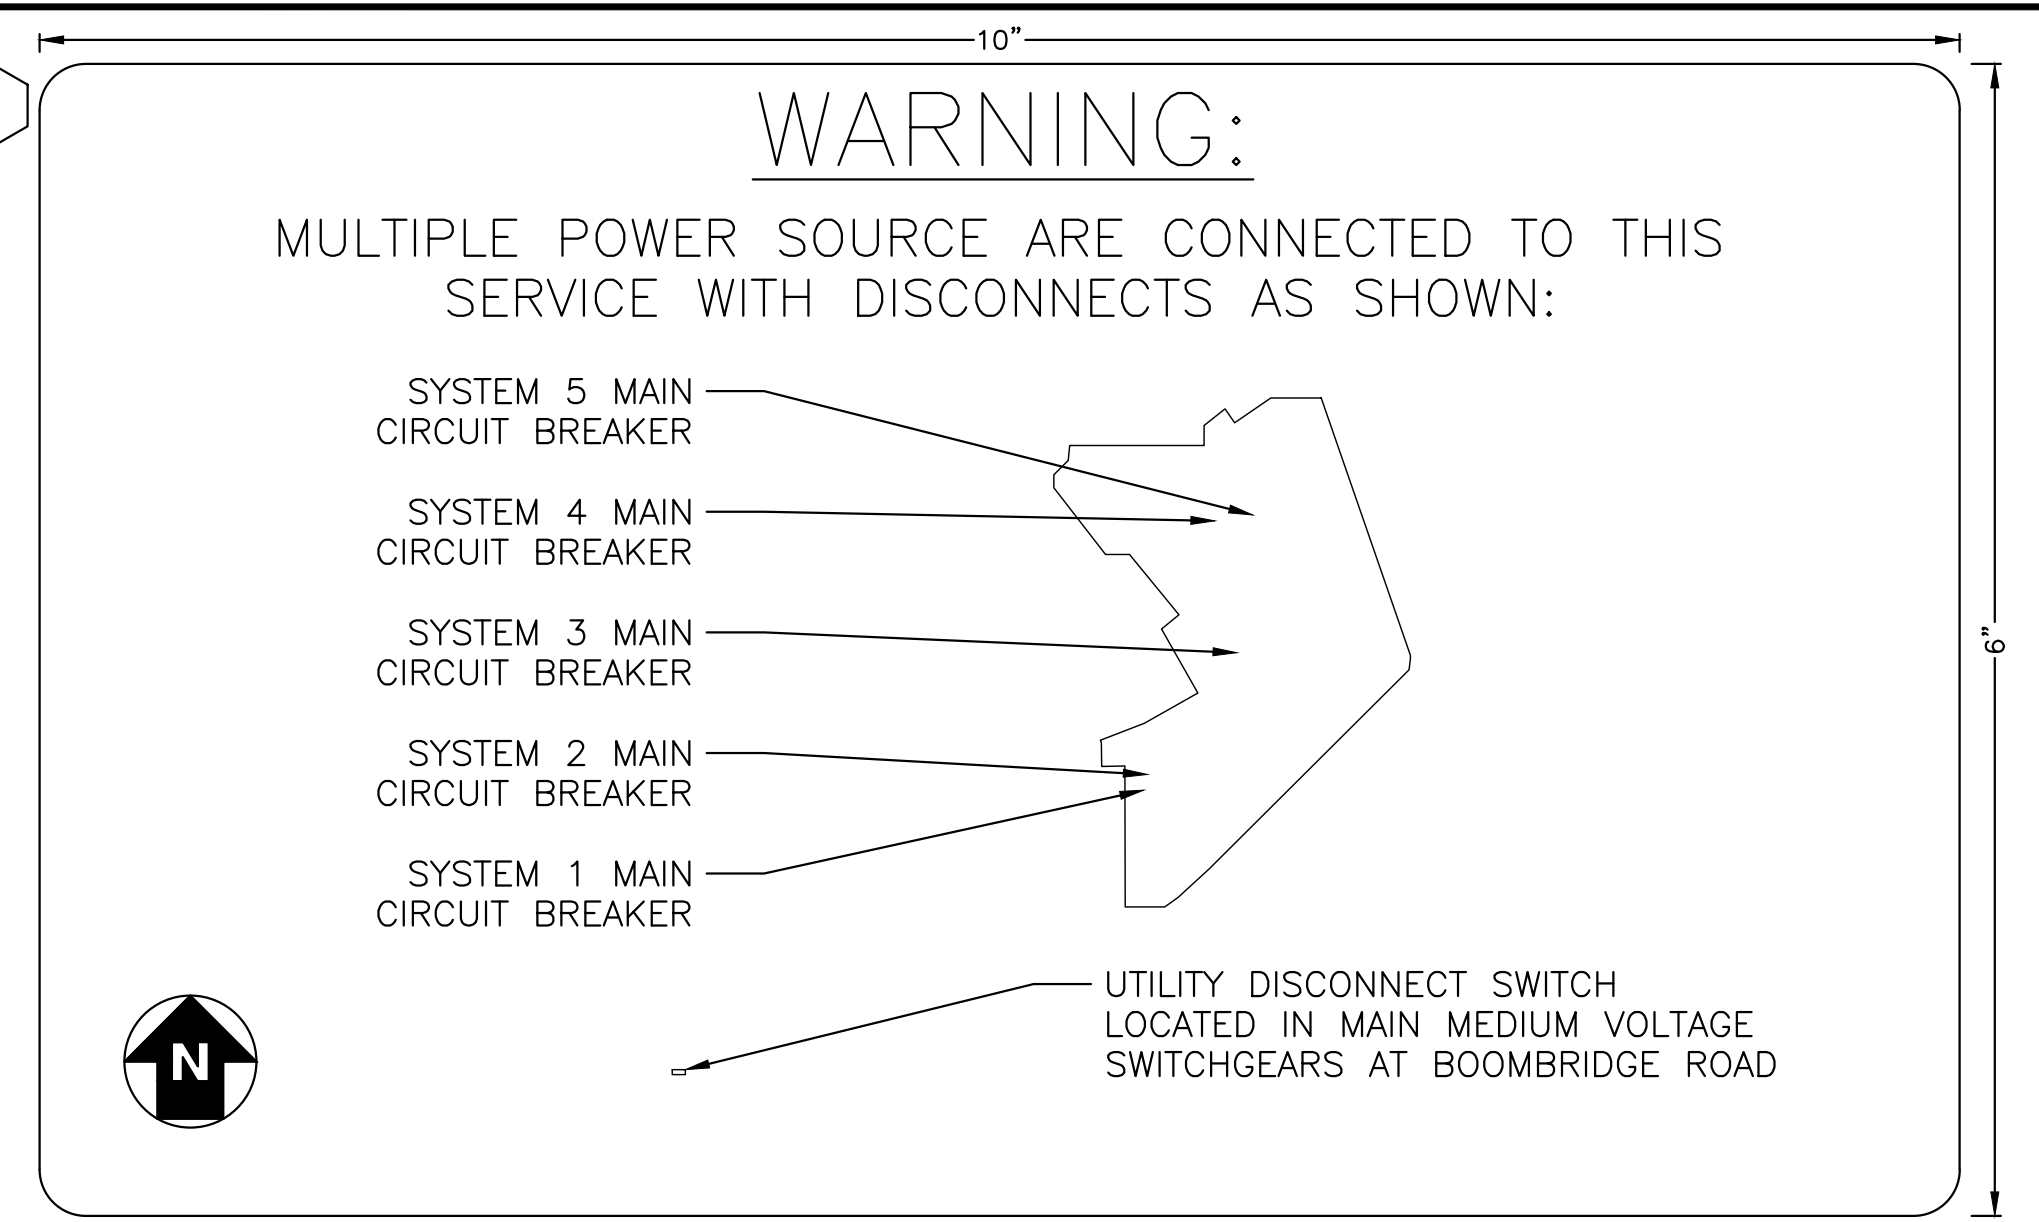 10"
WARNING:
MULTIPLE POWER SOURCE ARE CONNECTED TO THIS
SERVICE WITH DISCONNECTS AS SHOWN:
SYSTEM 5 MAIN
CIRCUIT BREAKER
SYSTEM 4 MAIN
CIRCUIT BREAKER
SYSTEM 3 MAIN
CIRCUIT BREAKER
6"
SYSTEM 2 MAIN
CIRCUIT BREAKER
SYSTEM 1 MAIN
CIRCUIT BREAKER
UTILITY DISCONNECT SWITCH
LOCATED IN MAIN MEDIUM VOLTAGE
SWITCHGEARS AT BOOMBRIDGE ROAD
N